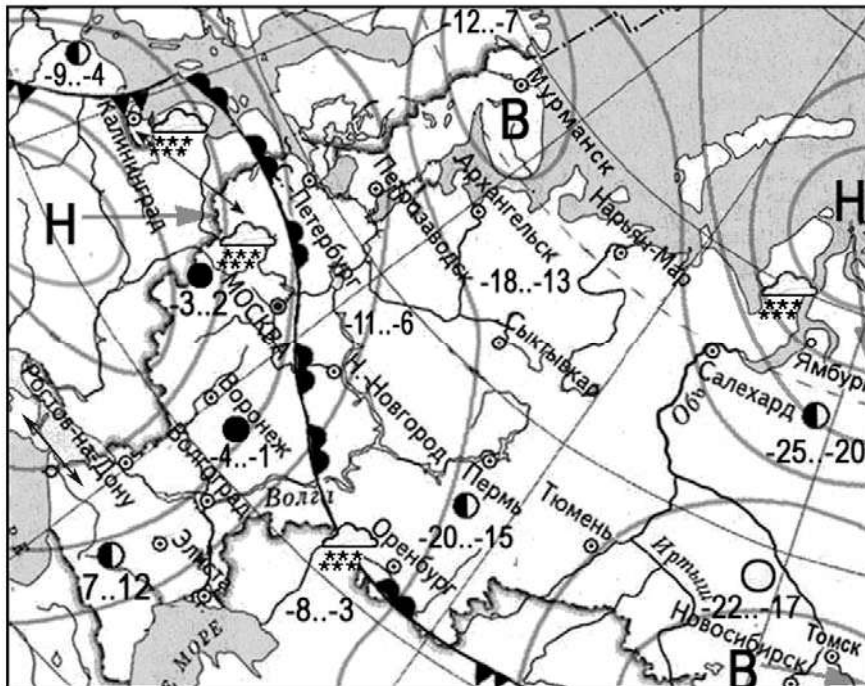 -12..-7
-9..-4
Мурманск
В
Калининград
С. Петербург
Петрозаводск
Архангельск
Нарьян-Мар
Н
Н
-18..-13
-3..2
МОСКВА
-11..-6
Сыктывкар
Салехард
Ямбург
Обь
Воронеж
Н. Новгород
-25..-20
Ростов-на-Дону
-4..-1
Волгоград
Волга
Пермь
Тюмень
-20..-15
Оренбург
Иртыш
7..12
Элиста
-8..-3
-22..-17
Новосибирск
Томск
Е МОРЕ
В